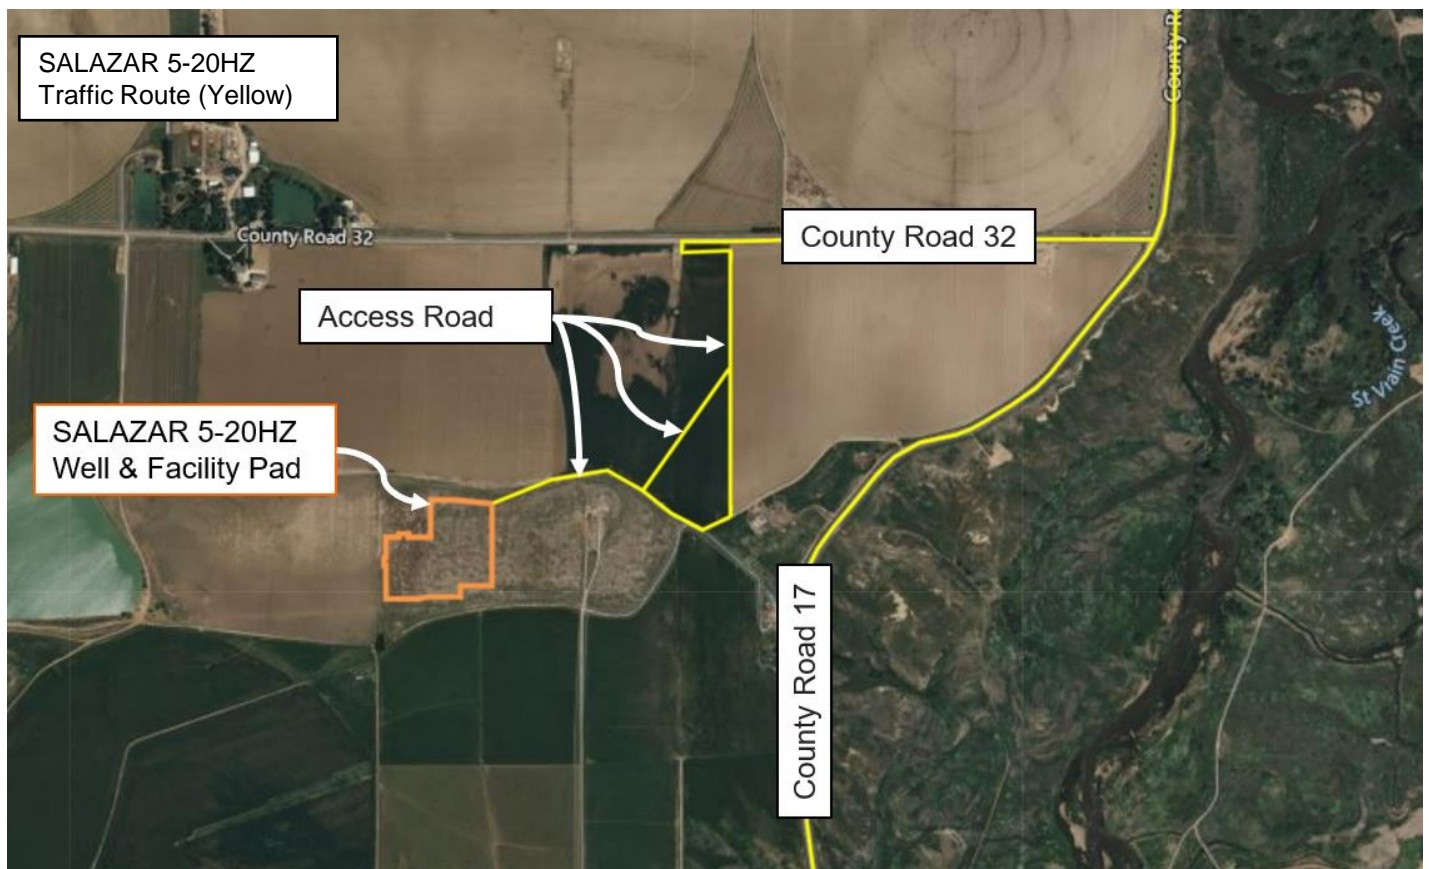 SALAZAR 5-20HZ
Traffic Route (Yellow)
County R
County Road 32
County Road 32
Access Road
St Vrain Creek
SALAZAR 5-20HZ
Well & Facility Pad
County Road 17